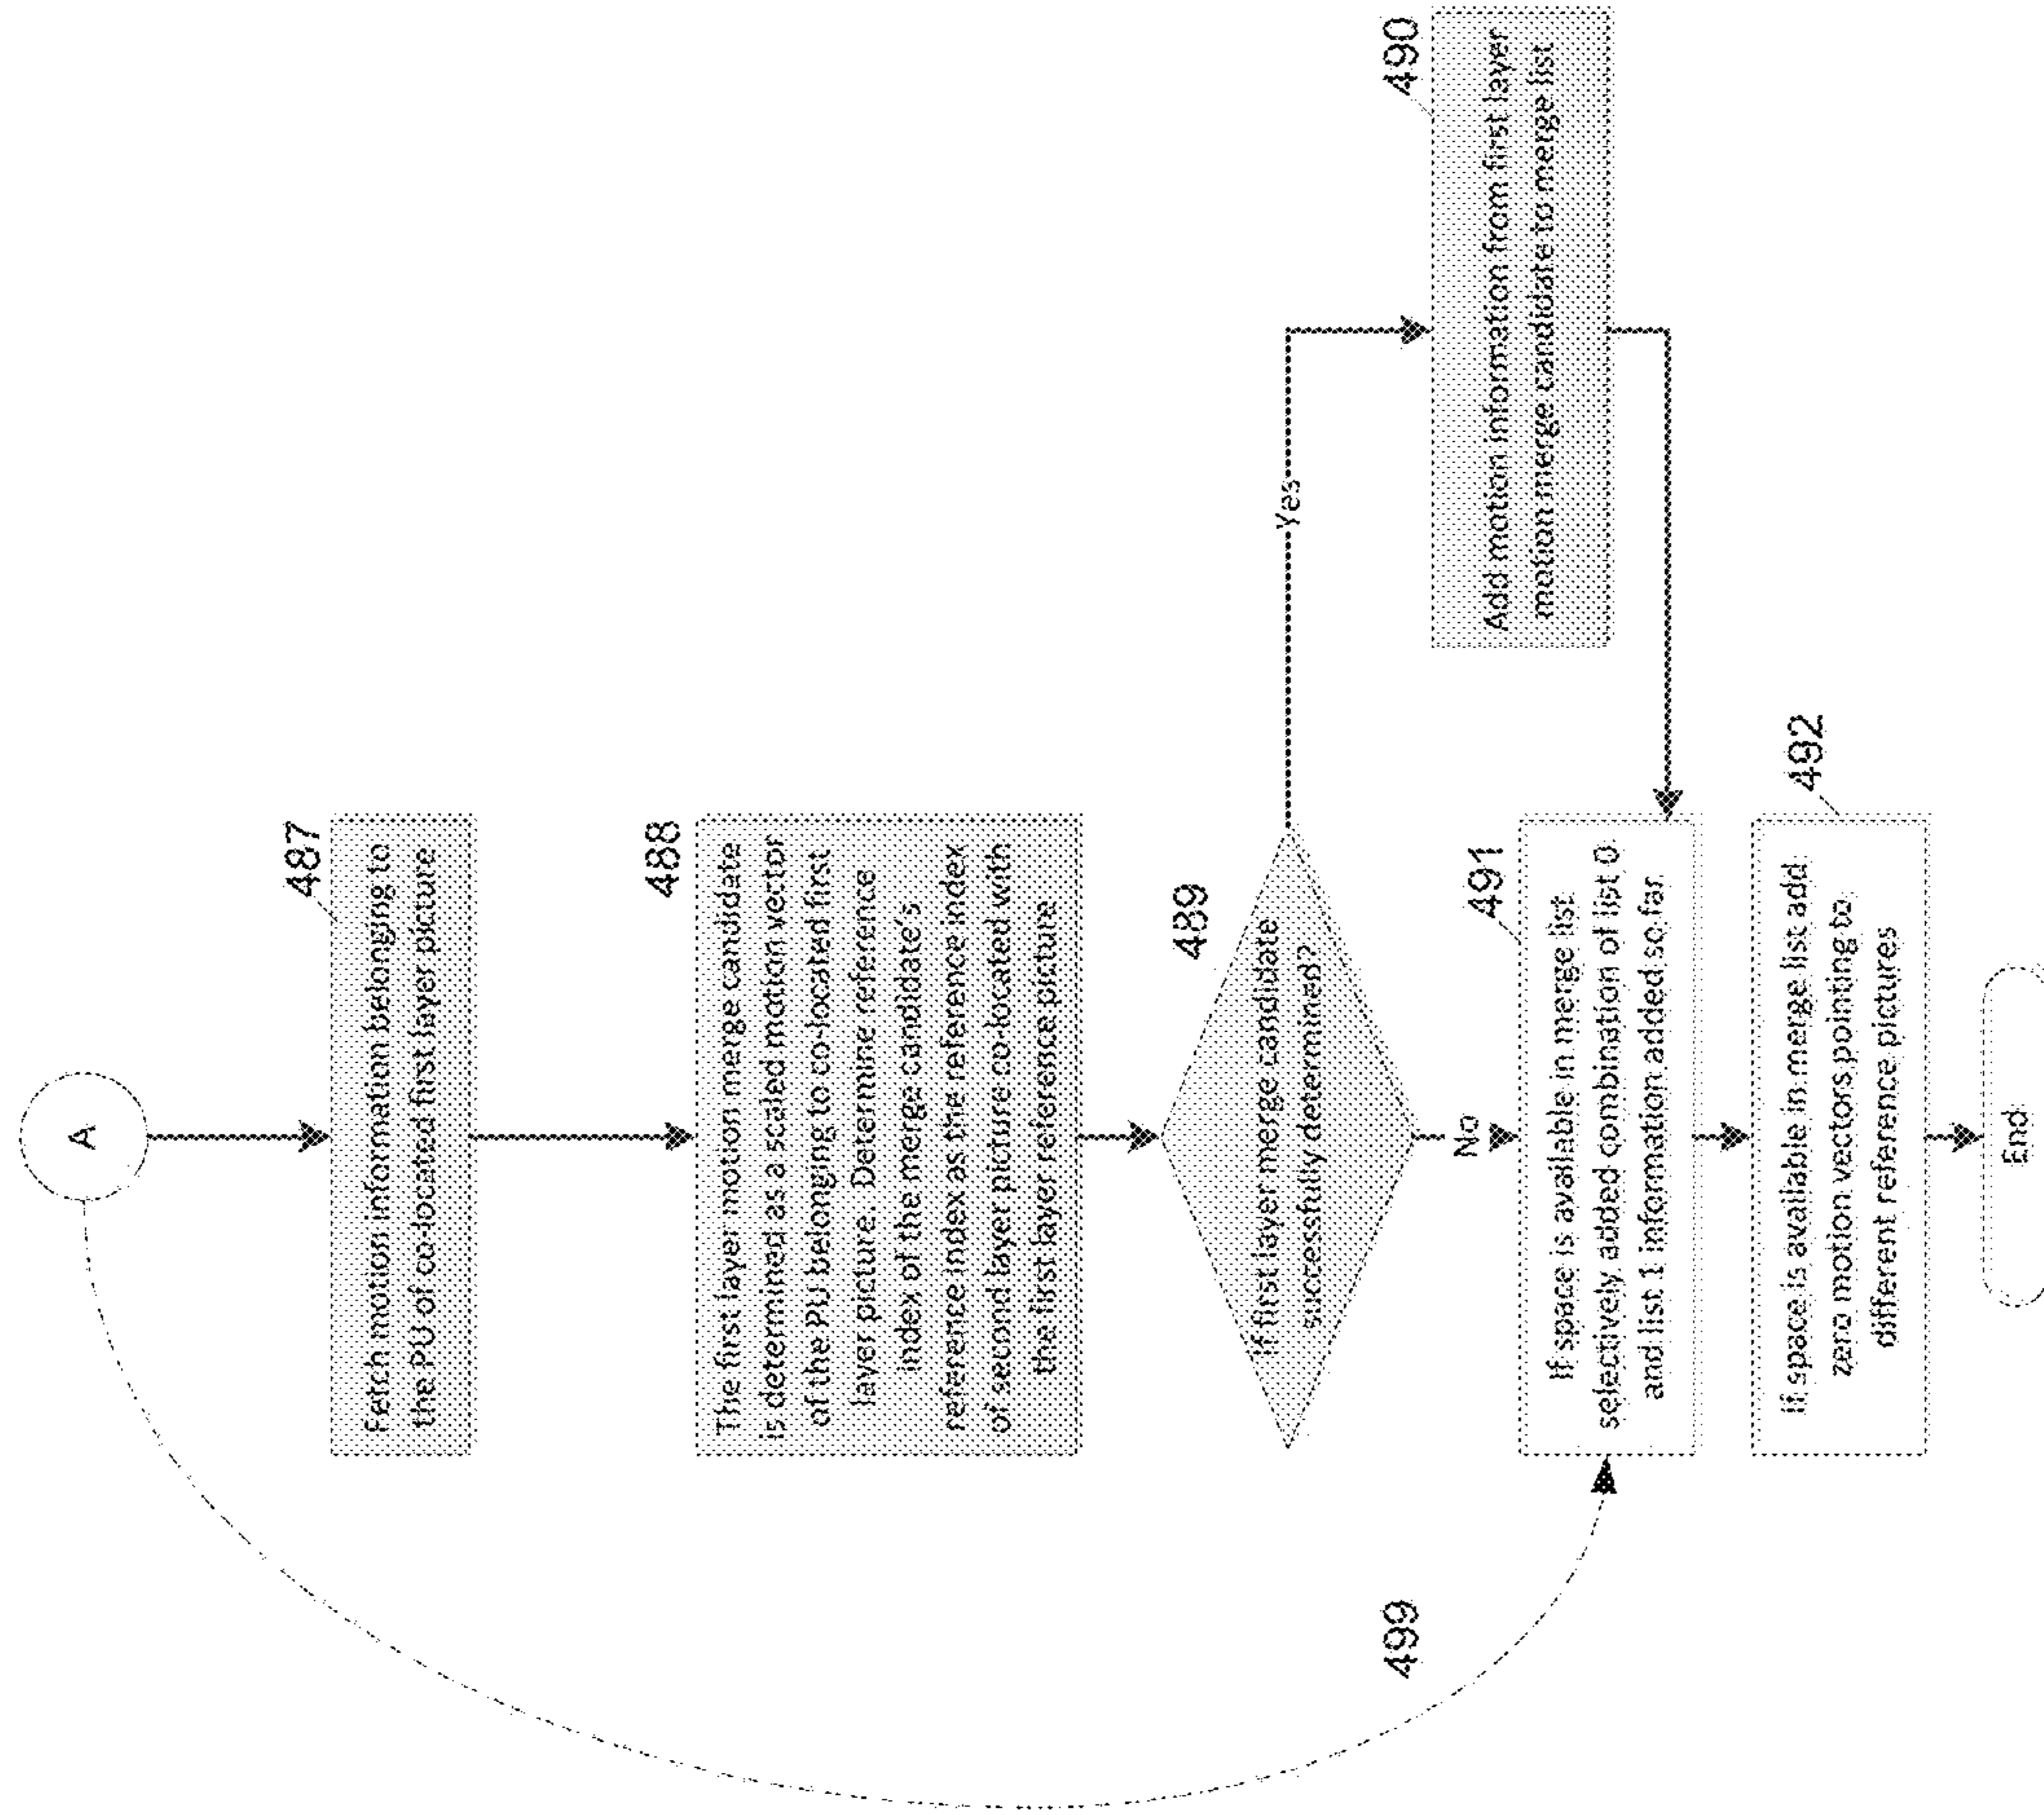 A
487
Fetch motion information belonging to
the PU of co-located first layer picture
488
The first layer motion merge candidate
is determined as a scaled motion vector
of the PU belonging to co-located first
layer picture. Determine reference
index of the merge candidate's
reference index as the reference index
of second layer picture co-located with
the first layer reference picture
489
If first layer merge candidate
successfully determined?
Yes
490
Add motion information from first layer
motion merge candidate to merge list
No
491
If space is available in merge list
selectively added combination of list 0
and list 1 information added so far
499
492
If space is available in merge list add
zero motion vectors pointing to
different reference pictures
End